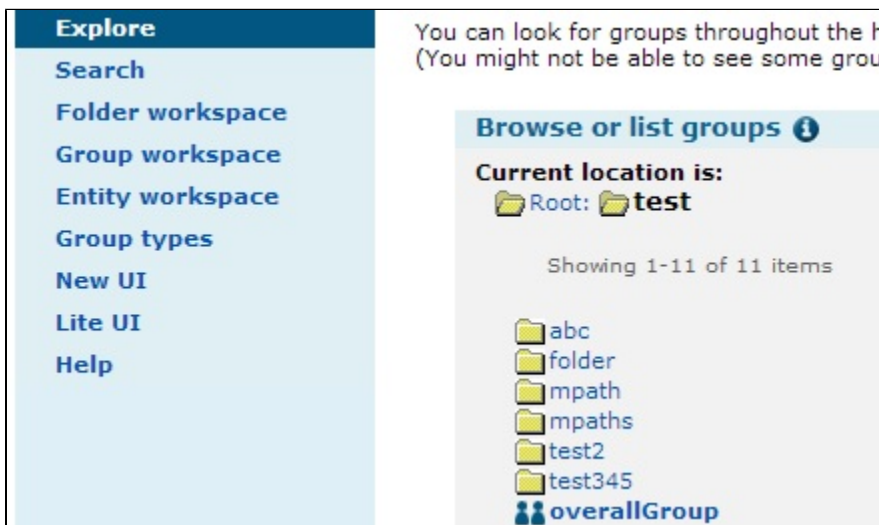 Explore
Search
Folder workspace
Group workspace
Entity workspace
Group types
New UI
Lite UI
Help
You can look for groups throughout the
(You might not be able to see some
Browse or list groups
Current location is:
Root: test
Showing 1-11 of 11 items
abc
folder
mpath
mpaths
test2
test345
overallGroup